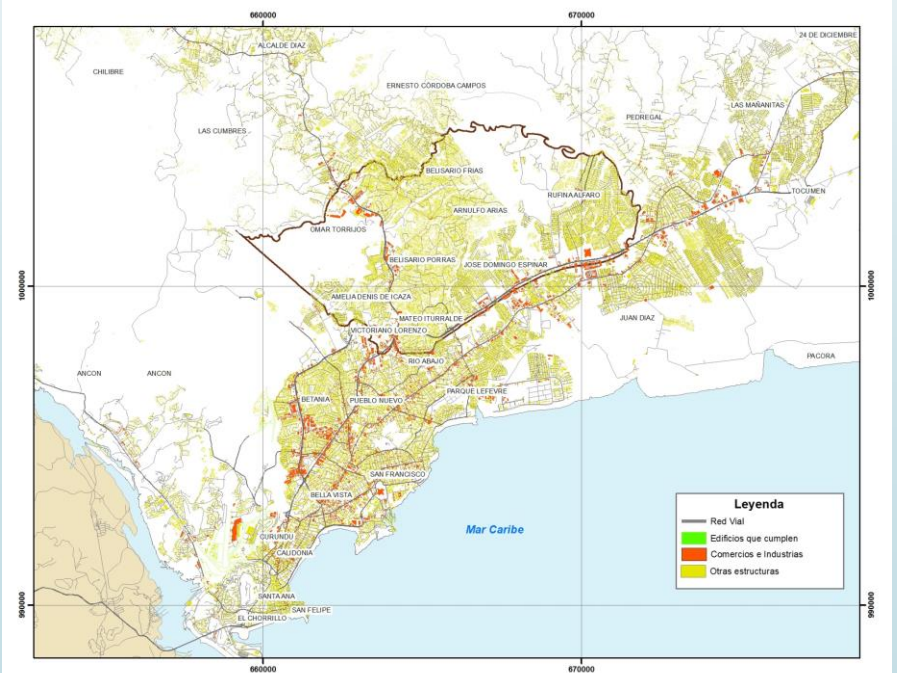 660000
670000
24 DE DICIEMBRE
ALCALDE DIAZ
CHILIBRE
ERNESTO CÓRDOBA CAMPOS
LAS MAÑANITAS
PEDREGAL
LAS CUMBRES
BELISARIO FRIAS
RUFINA ALFARO
TOCUMEN
ARNULFO ARIAS
OMAR TORRIJOS
BELISARIO PORRAS
JOSE DOMINGO ESPINAR
1000000
1000000
AMELIA DENIS DE ICAZA
MATEO ITURRALDE
JUAN DIAZ
VICTORIANO LORENZO
PACORA
RIO ABAJO
ANCON
ANCON
PARQUE LEFEVRE
BETANIA
PUEBLO NUEVO
SAN FRANCISCO
BELLA VISTA
Leyenda
Red Vial
Edificios que cumplen
Comercios e Industrias
Otras estructuras
Mar Caribe
CURUNDU
CALIDONIA
SANTA ANA
990000
990000
SAN FELIPE
EL CHORRILLO
660000
670000